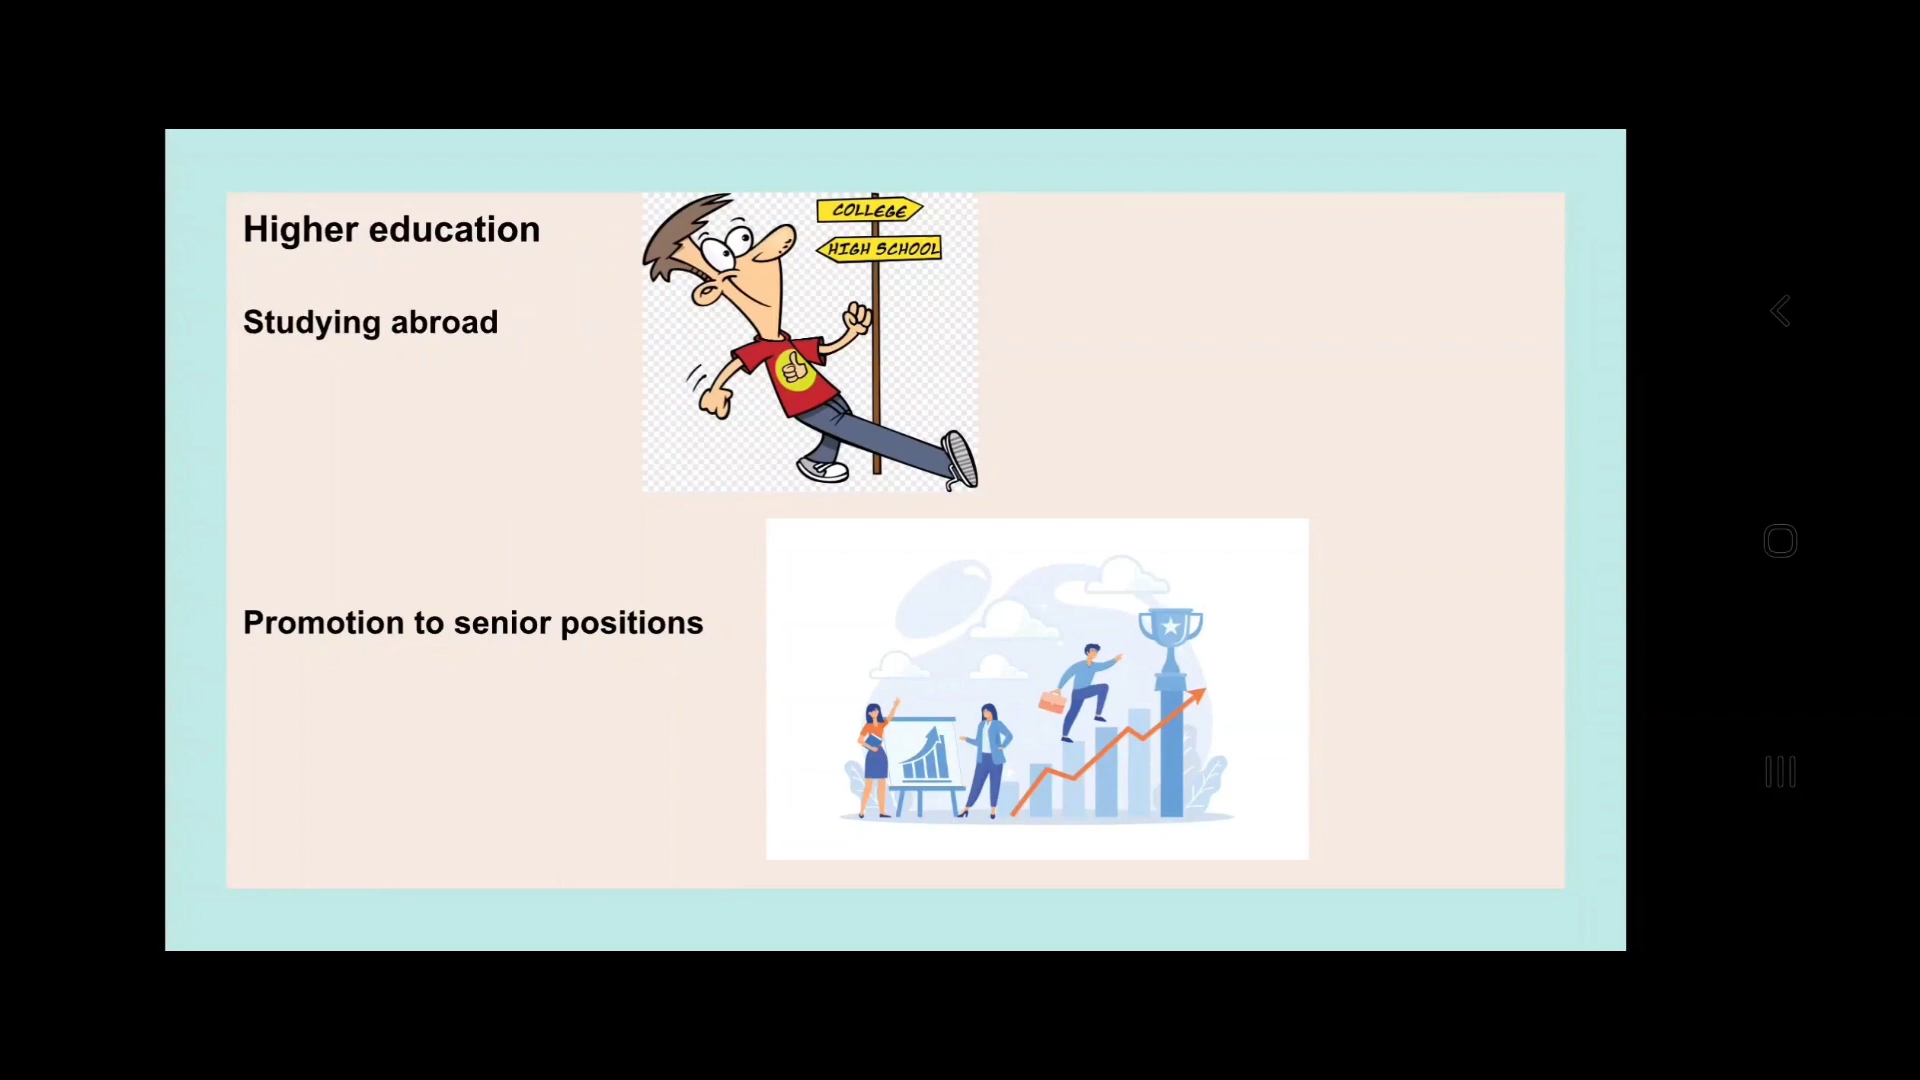 Higher education
COLLEGE
HIGH SCHOOL
Studying abroad
Promotion to senior positions